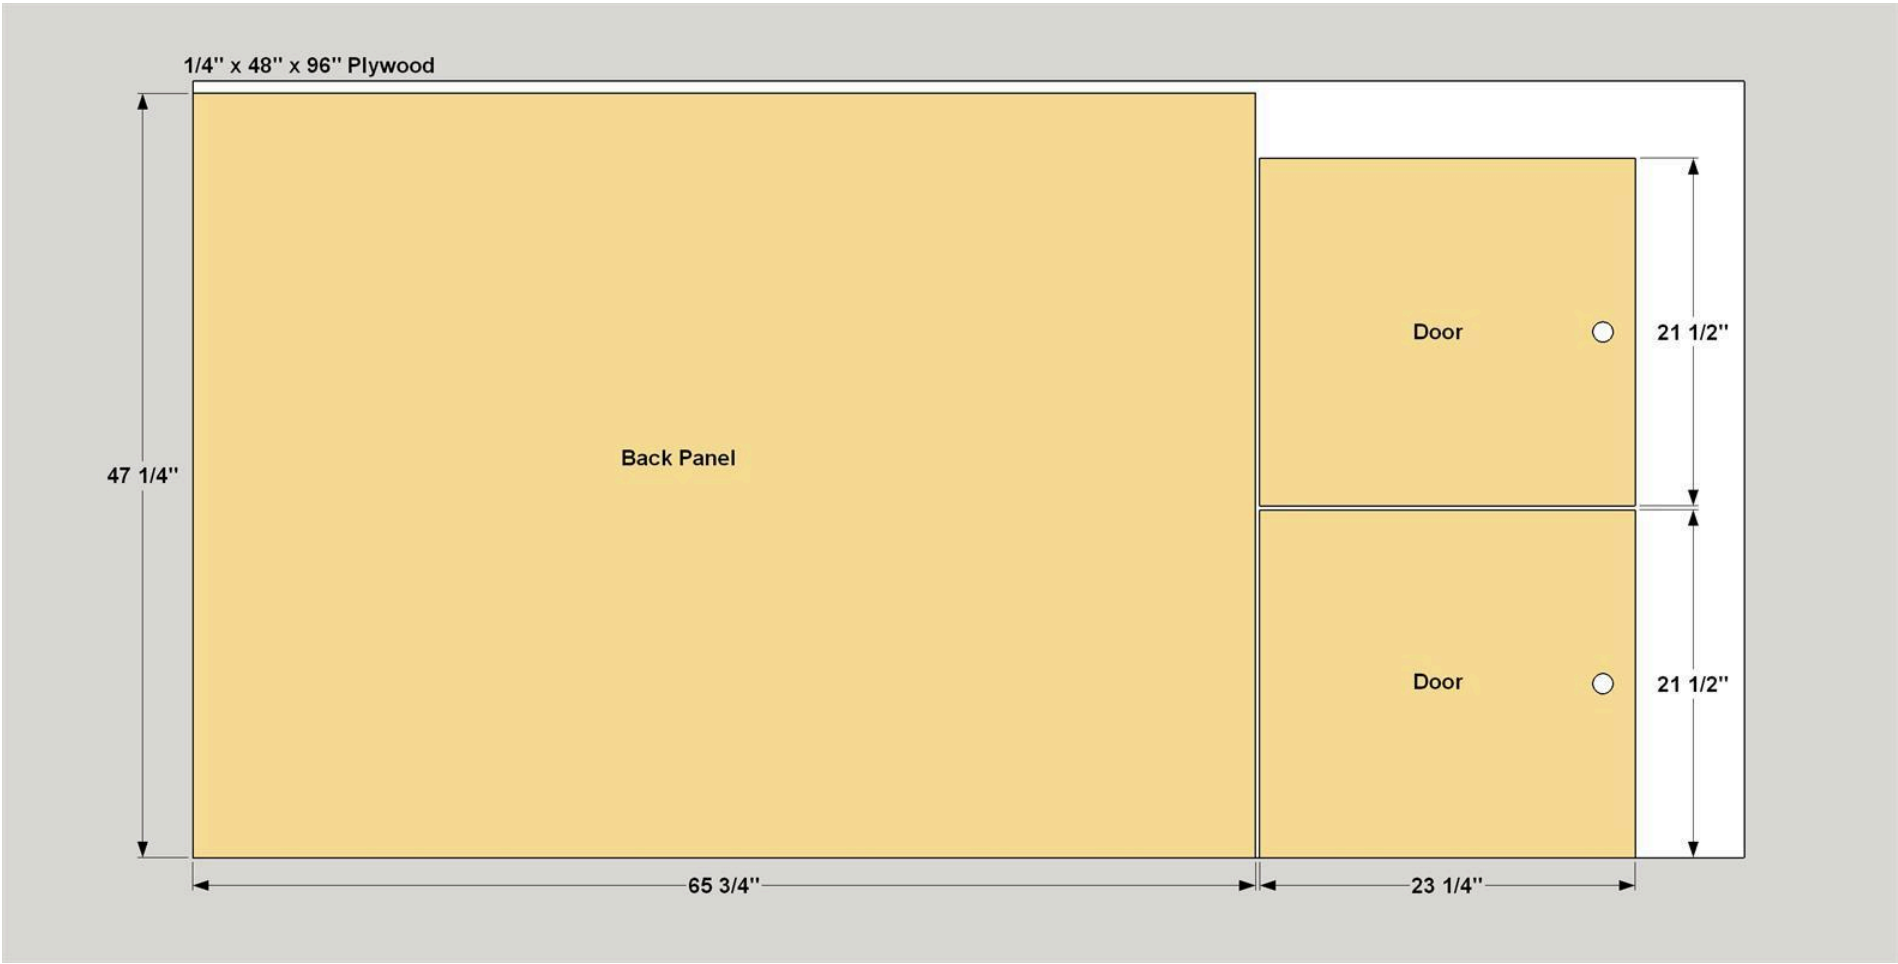 1/4" x 48" x 96" Plywood
47 1/4"
Back Panel
Door
21 1/2"
Door
21 1/2"
65 3/4"
23 1/4"